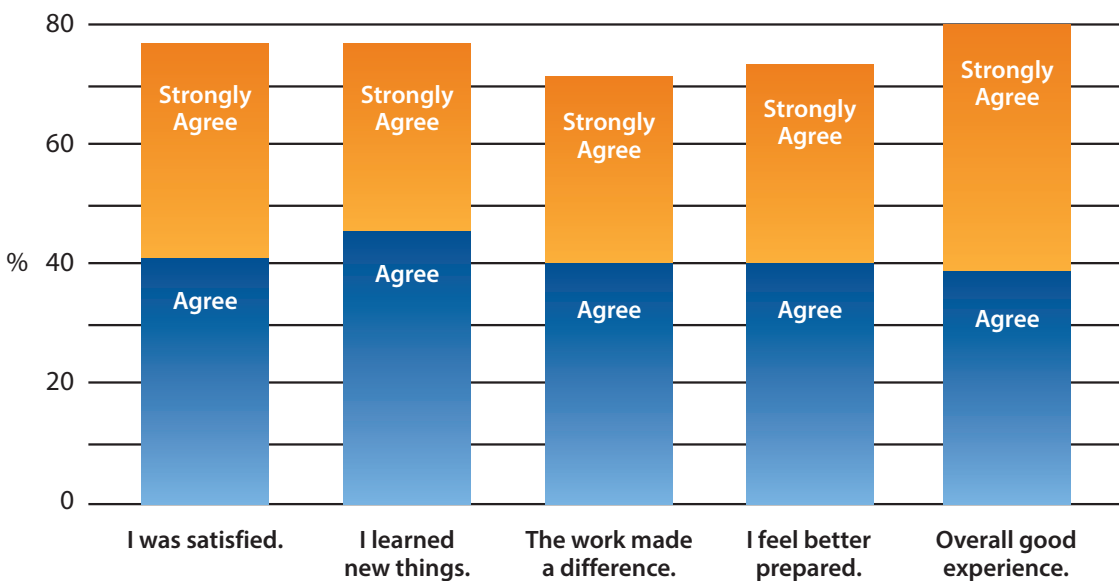 80
60
% 40
20
0
Strongly
Agree
Agree
Strongly
Agree
Agree
Strongly
Agree
Agree
Strongly
Agree
Agree
Strongly
Agree
Agree
I was satisfied.
I learned
new things.
The work made
a difference.
I feel better
prepared.
Overall good
experience.